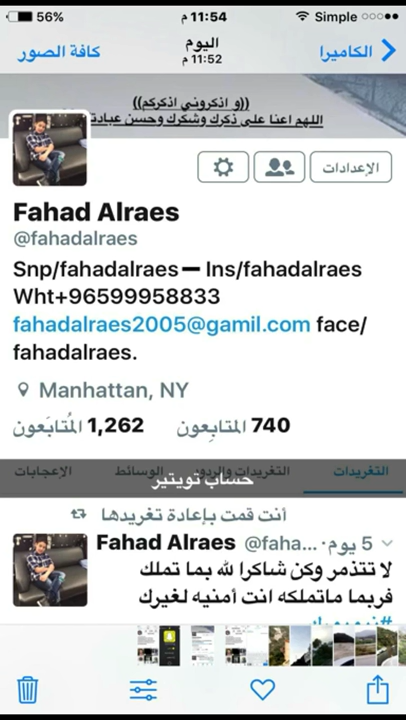 56% 11:54 م Simple
كافة الصور اليوم 11:52 م الكاميرا
((و اذكروني اذكركم))
اللهم اعنا على ذكرك وشكرك وحسن عبادتك
الإعدادات
Fahad Alraes
@fahadalraes
Snp/fahadalraes━ Ins/fahadalraes
Wht+96599958833
fahadalraes2005@gamil.com face/
fahadalraes.
Manhattan, NY
740 المتابِعون 1,262 المُتابَعون
التغريدات التغريدات والردود الوسائط الإعجابات
حساب تويتير
أنت قمت بإعادة تغريدها
Fahad Alraes @faha... · 5 يوم
لا تتذمر وكن شاكرا لله بما تملك
فربما ماتملكه انت أمنيه لغيرك